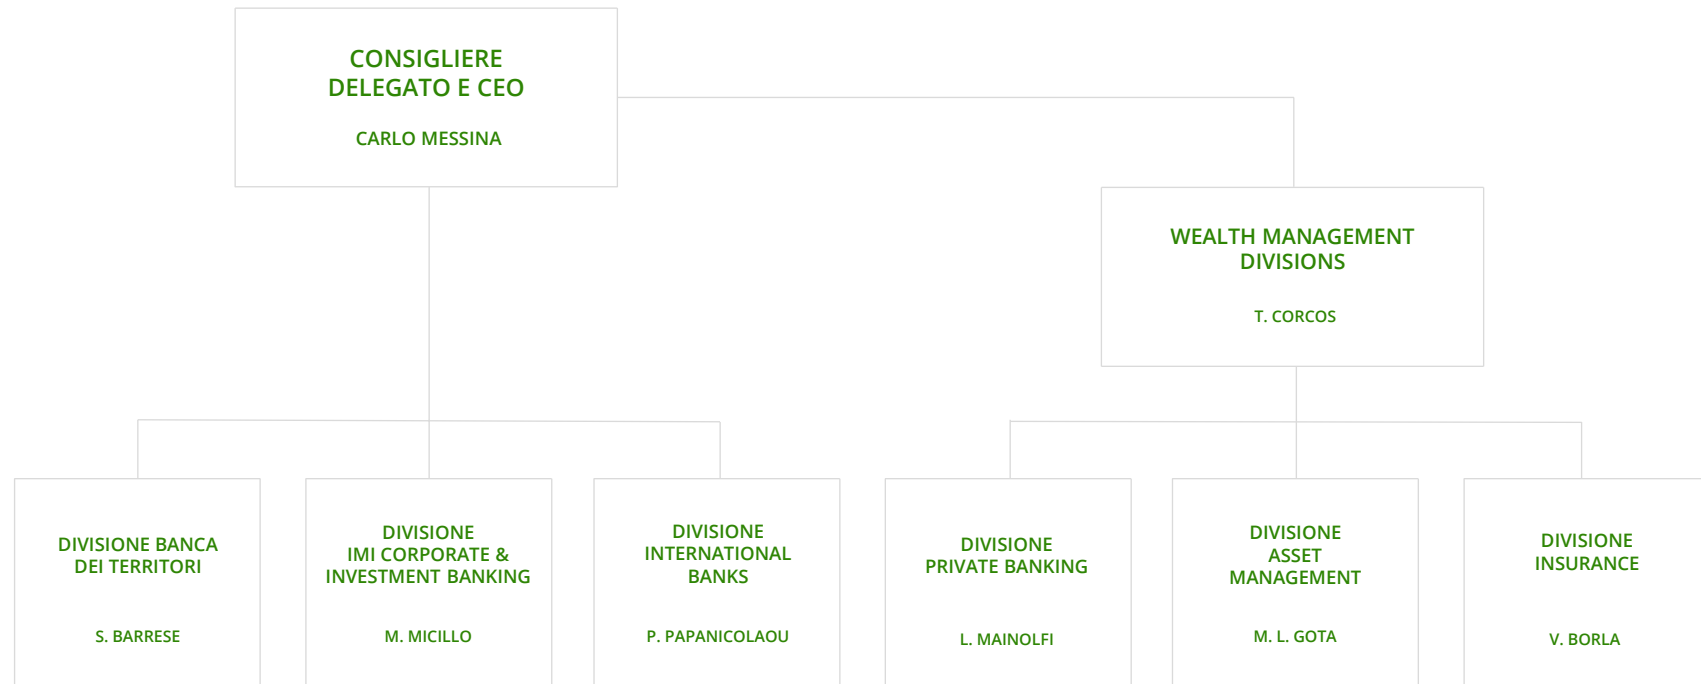 CONSIGLIERE
DELEGATO E CEO
CARLO MESSINA
WEALTH MANAGEMENT
DIVISIONS
T. CORCOS
DIVISIONE BANCA
DEI TERRITORI
S. BARRESE
DIVISIONE
IMI CORPORATE &
INVESTMENT BANKING
M. MICILLO
DIVISIONE
INTERNATIONAL
BANKS
P. PAPANICOLAOU
DIVISIONE
PRIVATE BANKING
L. MAINOLFI
DIVISIONE
ASSET
MANAGEMENT
M. L. GOTA
DIVISIONE
INSURANCE
V. BORLA